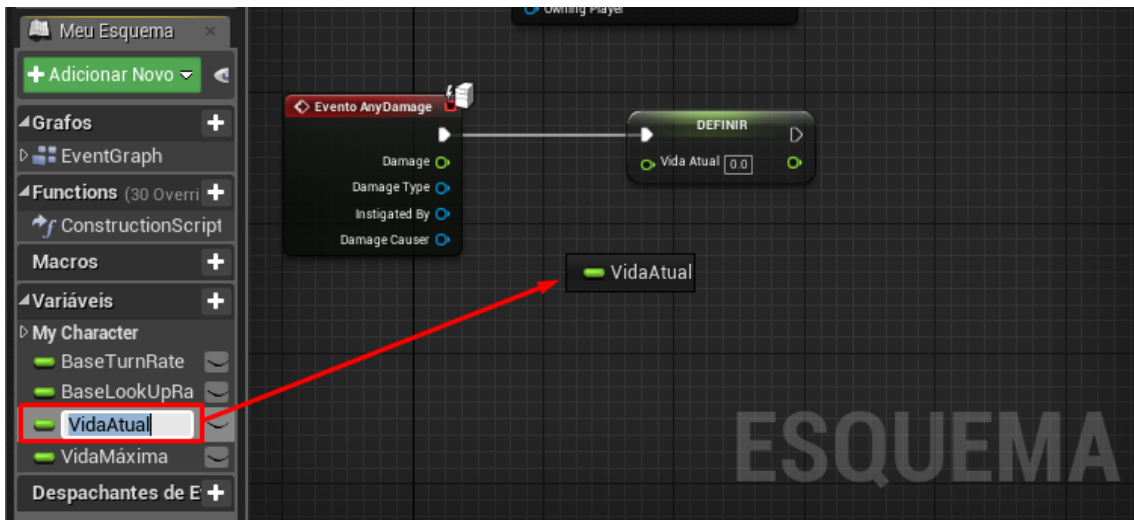 Owning Player
Meu Esquema
Adicionar Novo
Grafos
EventGraph
Functions (30 Overri
ConstructionScript
Macros
Variáveis
My Character
BaseTurnRate
BaseLookUpRa
VidaAtual
VidaMáxima
Despachantes de E
Evento AnyDamage
Damage
Damage Type
Instigated By
Damage Causer
DEFINIR
Vida Atual 0.0
VidaAtual
ESQUEMA